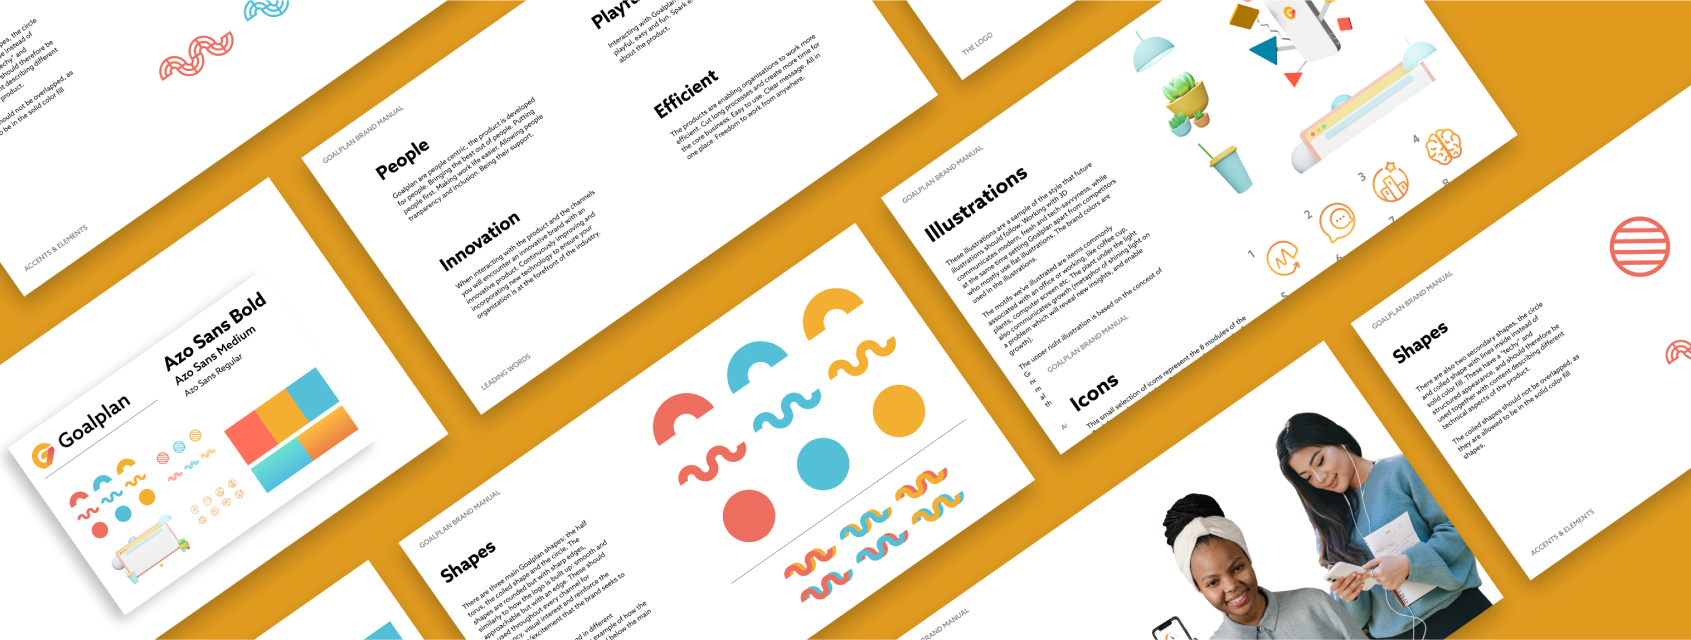 pes, the circle
e instead of
echy" and
should therefore be
t describing different
product.
ould not be overlapped, as
o be in the solid color fill
ACCENTS & ELEMENTS
Azo Sans Bold
Azo Sans Medium
Azo Sans Regular
Goalplan
GOALPLAN BRAND MANUAL
People
Goalplan are people centric, the product is developed
for people. Bringing the best out of people. Putting
people first. Making work life easier. Allowing people
transparency and inclusion. Being their support.
Innovation
When interacting with the product and the channels
you will encounter an innovative brand with an
innovative product. Continuously improving and
incorporating new technology to ensure your
organization is at the forefront of the industry.
LEADING WORDS
Playfu
Interacting with Goalplan
playful, easy and fun. Spark e
about the product.
Efficient
The products are enabling organisations to work more
efficient. Cut long processes and create more time for
the core business. Easy to use. Clear message. All in
one place. Freedom to work from anywhere.
THE LOGO
GOALPLAN BRAND MANUAL
Shapes
There are three main Goalplan shapes: the half
torus, the coiled shape and the circle. The
shapes are rounded but with sharp edges,
similarly to how the logo is built up: smooth and
approachable but with an edge. These should
used throughout every channel for
cy, visual interest and reinforce the
/excitement that the brand seeks to
d in different
example of how the
d below the main
GOALPLAN BRAND MANUAL
Illustrations
These illustrations are a sample of the style that future
illustrations should follow. Working with 3D
communicates modern, fresh and tech-savvyness, while
at the same time setting Goalplan apart from competitors
who mostly use flat illustrations. The brand colors are
used in the illustrations.
The motifs we've illustrated are items commonly
associated with an office or working, like coffee cup,
plants, computer screen etc. The plant under the light
also communicates growth (metaphor of shining light on
a problem which will reveal new insights, and enable
growth).
The upper right illustration is based on the concept of
GOALPLAN BRAND MANUAL
Icons
This small selection of icons represent the 8 modules of the
1
2
3
4
GOALPLAN BRAND MANUAL
Shapes
There are also two secondary shapes, the circle
and coiled shape with lines inside instead of
solid color fill. These have a "techy" and
structured appearance, and should therefore be
used together with content describing different
technical aspects of the product.
The coiled shapes should not be overlapped, as
they are allowed to be in the solid color fill
shapes.
ACCENTS & ELEMENTS
BRAND MANUAL